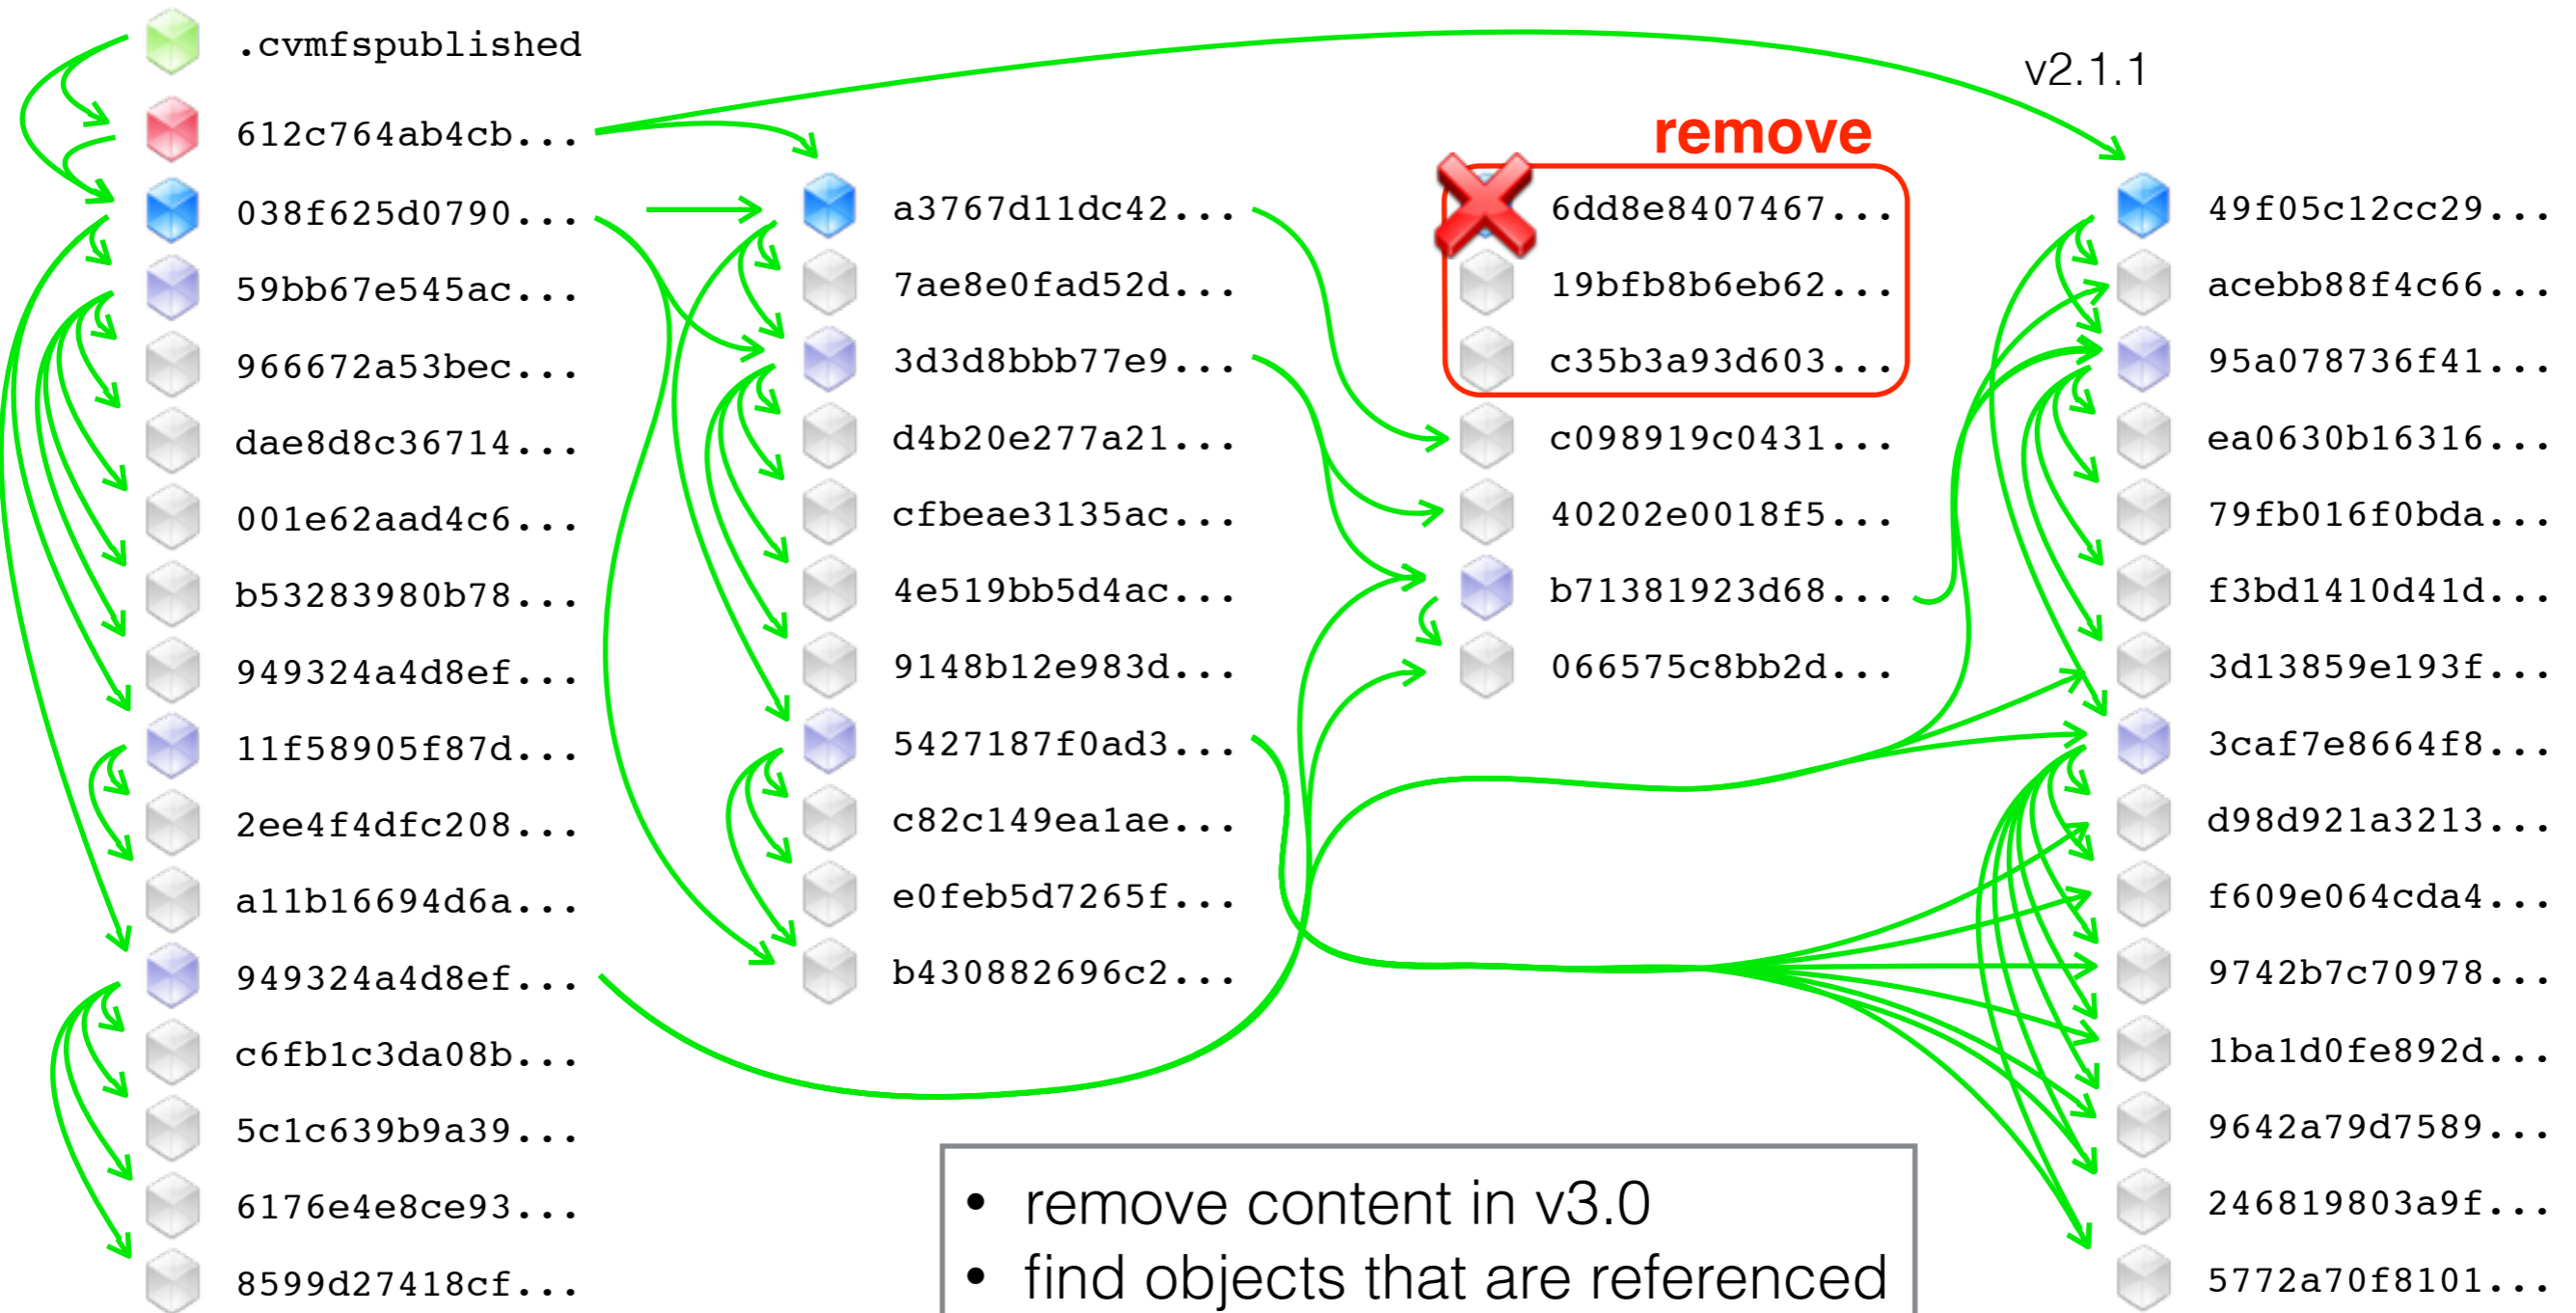 .cvmfspublished
612c764ab4cb...
038f625d0790...
59bb67e545ac...
966672a53bec...
dae8d8c36714...
001e62aad4c6...
b53283980b78...
949324a4d8ef...
11f58905f87d...
2ee4f4dfc208...
a11b16694d6a...
949324a4d8ef...
c6fb1c3da08b...
5c1c639b9a39...
6176e4e8ce93...
8599d27418cf...
a3767d11dc42...
7ae8e0fad52d...
3d3d8bbb77e9...
d4b20e277a21...
cfbeae3135ac...
4e519bb5d4ac...
9148b12e983d...
5427187f0ad3...
c82c149ea1ae...
e0feb5d7265f...
b430882696c2...
remove
6dd8e8407467...
19bfb8b6eb62...
c35b3a93d603...
c098919c0431...
40202e0018f5...
b71381923d68...
066575c8bb2d...
v2.1.1
49f05c12cc29...
acebb88f4c66...
95a078736f41...
ea0630b16316...
79fb016f0bda...
f3bd1410d41d...
3d13859e193f...
3caf7e8664f8...
d98d921a3213...
f609e064cda4...
9742b7c70978...
1ba1d0fe892d...
9642a79d7589...
246819803a9f...
5772a70f8101...
• remove content in v3.0
• find objects that are referenced